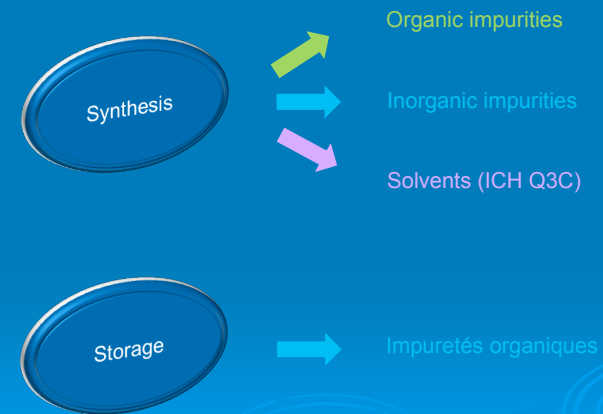 Organic impurities
Synthesis
Inorganic impurities
Solvents (ICH Q3C)
Storage
Impuretés organiques